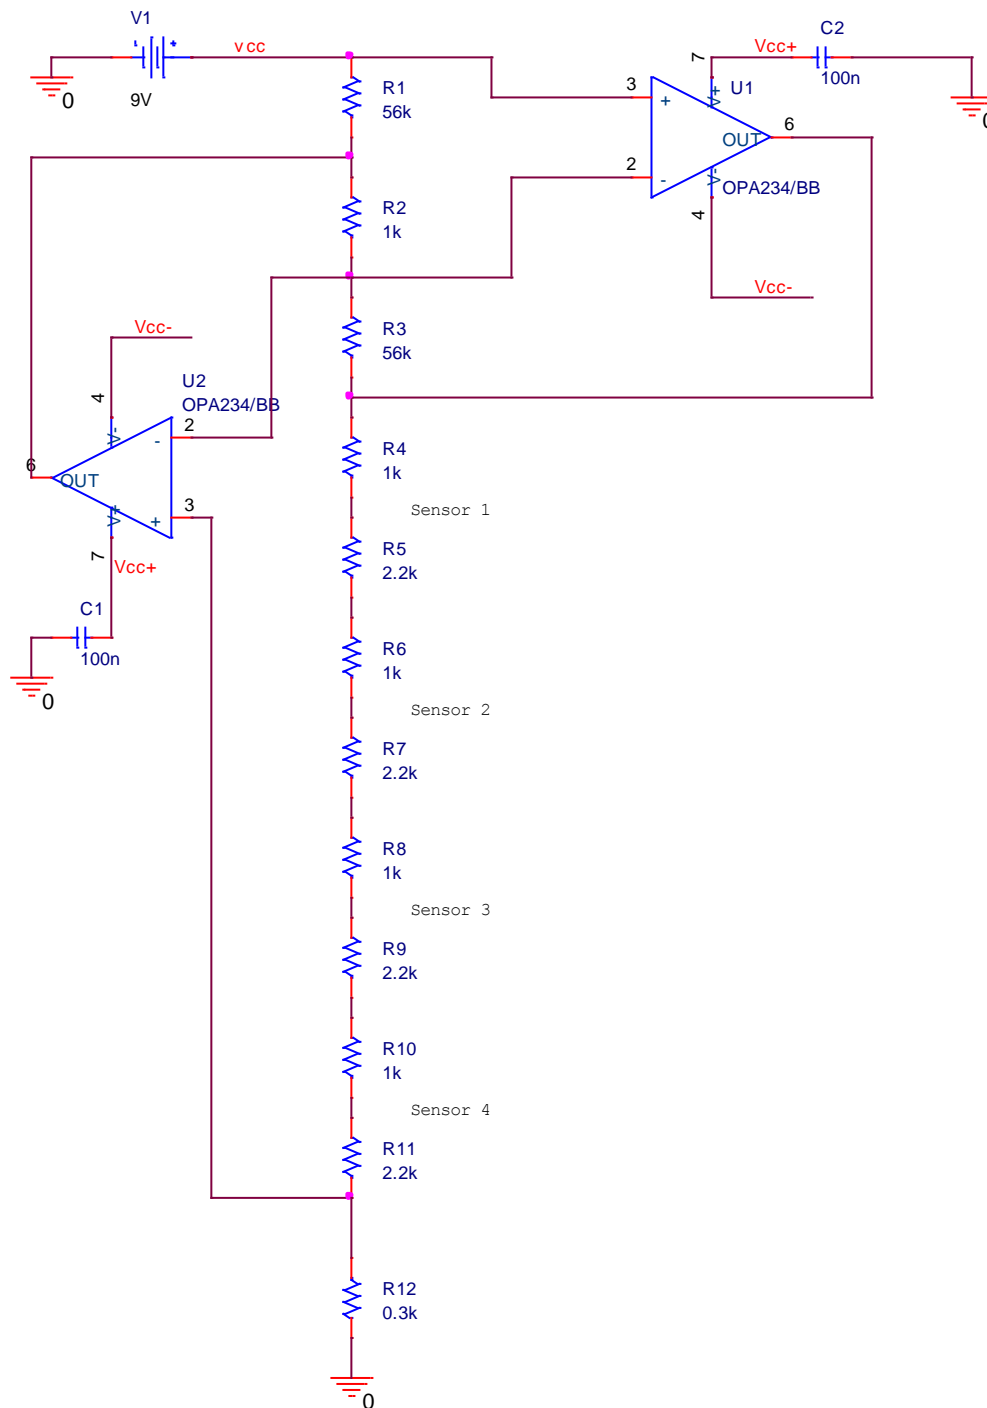 V1
vcc
9V
0
R1
56k
C2
Vcc+
100n
0
7
U1
3
+
V+
OUT
6
2
-
V-
OPA234/BB
4
Vcc-
R2
1k
R3
56k
Vcc-
U2
OPA234/BB
4
V-
-
2
6
OUT
3
V+
+
7
Vcc+
C1
100n
0
R4
1k
Sensor 1
R5
2.2k
R6
1k
Sensor 2
R7
2.2k
R8
1k
Sensor 3
R9
2.2k
R10
1k
Sensor 4
R11
2.2k
R12
0.3k
0